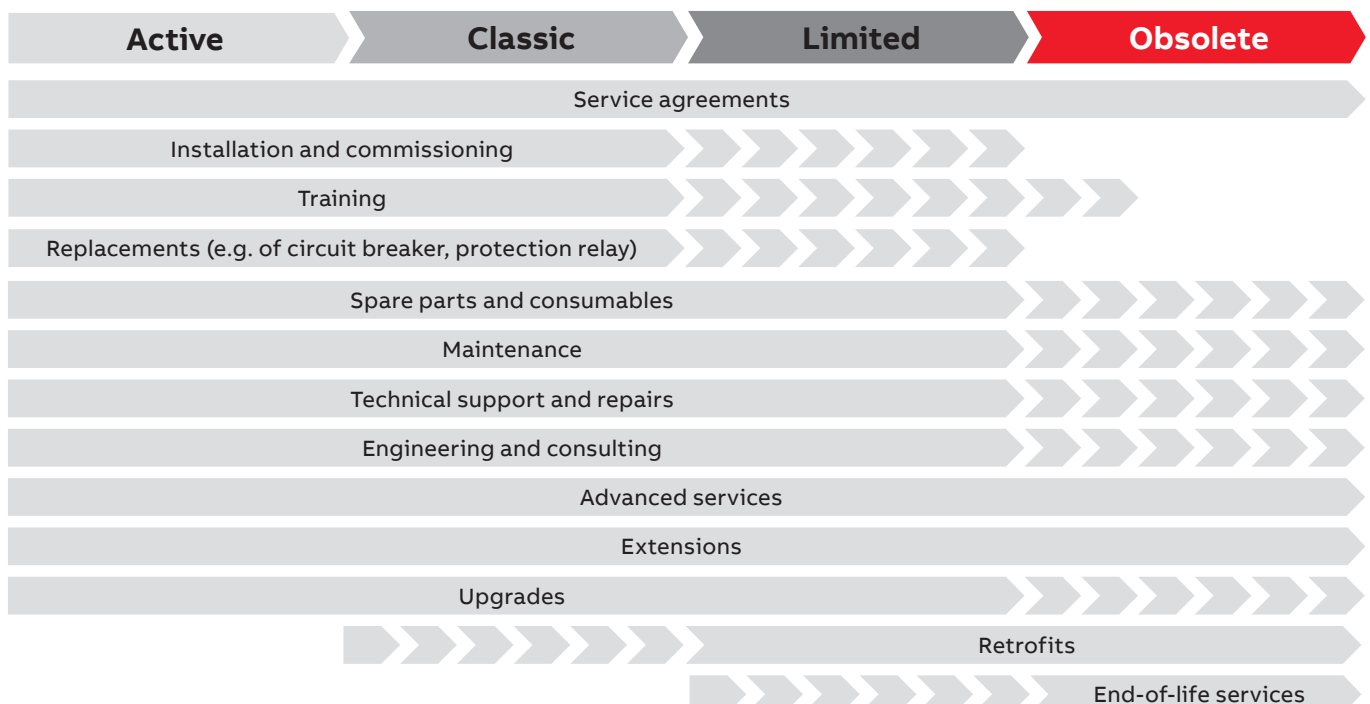 Active Classic Limited Obsolete
Service agreements
Installation and commissioning
Training
Replacements (e.g. of circuit breaker, protection relay)
Spare parts and consumables
Maintenance
Technical support and repairs
Engineering and consulting
Advanced services
Extensions
Upgrades
Retrofits
End-of-life services